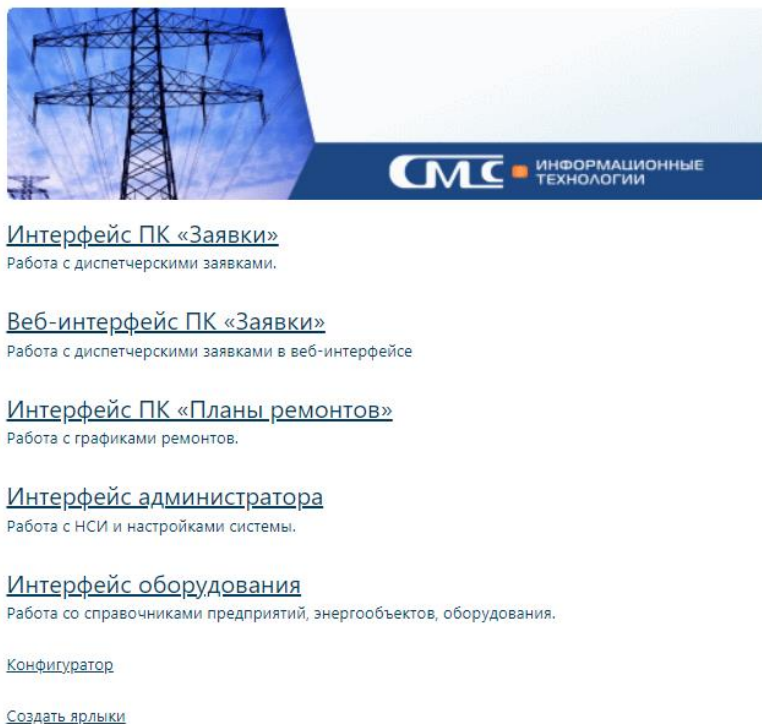 СМС ИНФОРМАЦИОННЫЕ
ТЕХНОЛОГИИ
Интерфейс ПК «Заявки»
Работа с диспетчерскими заявками.
Веб-интерфейс ПК «Заявки»
Работа с диспетчерскими заявками в веб-интерфейсе
Интерфейс ПК «Планы ремонтов»
Работа с графиками ремонтов.
Интерфейс администратора
Работа с НСИ и настройками системы.
Интерфейс оборудования
Работа со справочниками предприятий, энергообъектов, оборудования.
Конфигуратор
Создать ярлыки